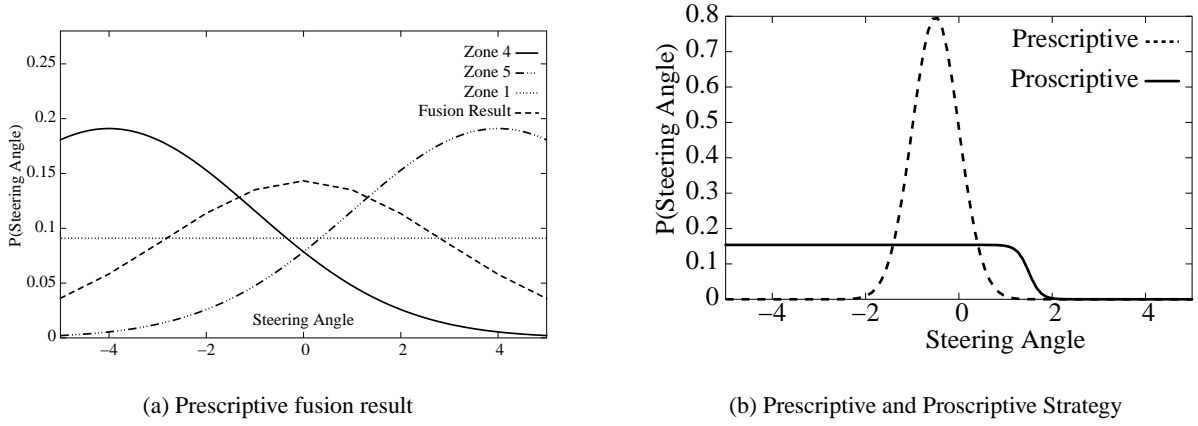 0.25
0.2
0.15
0.1
0.05
0
P(Steering Angle)
Zone 4
Zone 5
Zone 1
Fusion Result
Steering Angle
−4 −2 0 2 4
(a) Prescriptive fusion result
0.8
0.7
0.6
0.5
0.4
0.3
0.2
0.1
0
P(Steering Angle)
Prescriptive
Proscriptive
−4 −2 0 2 4
Steering Angle
(b) Prescriptive and Proscriptive Strategy